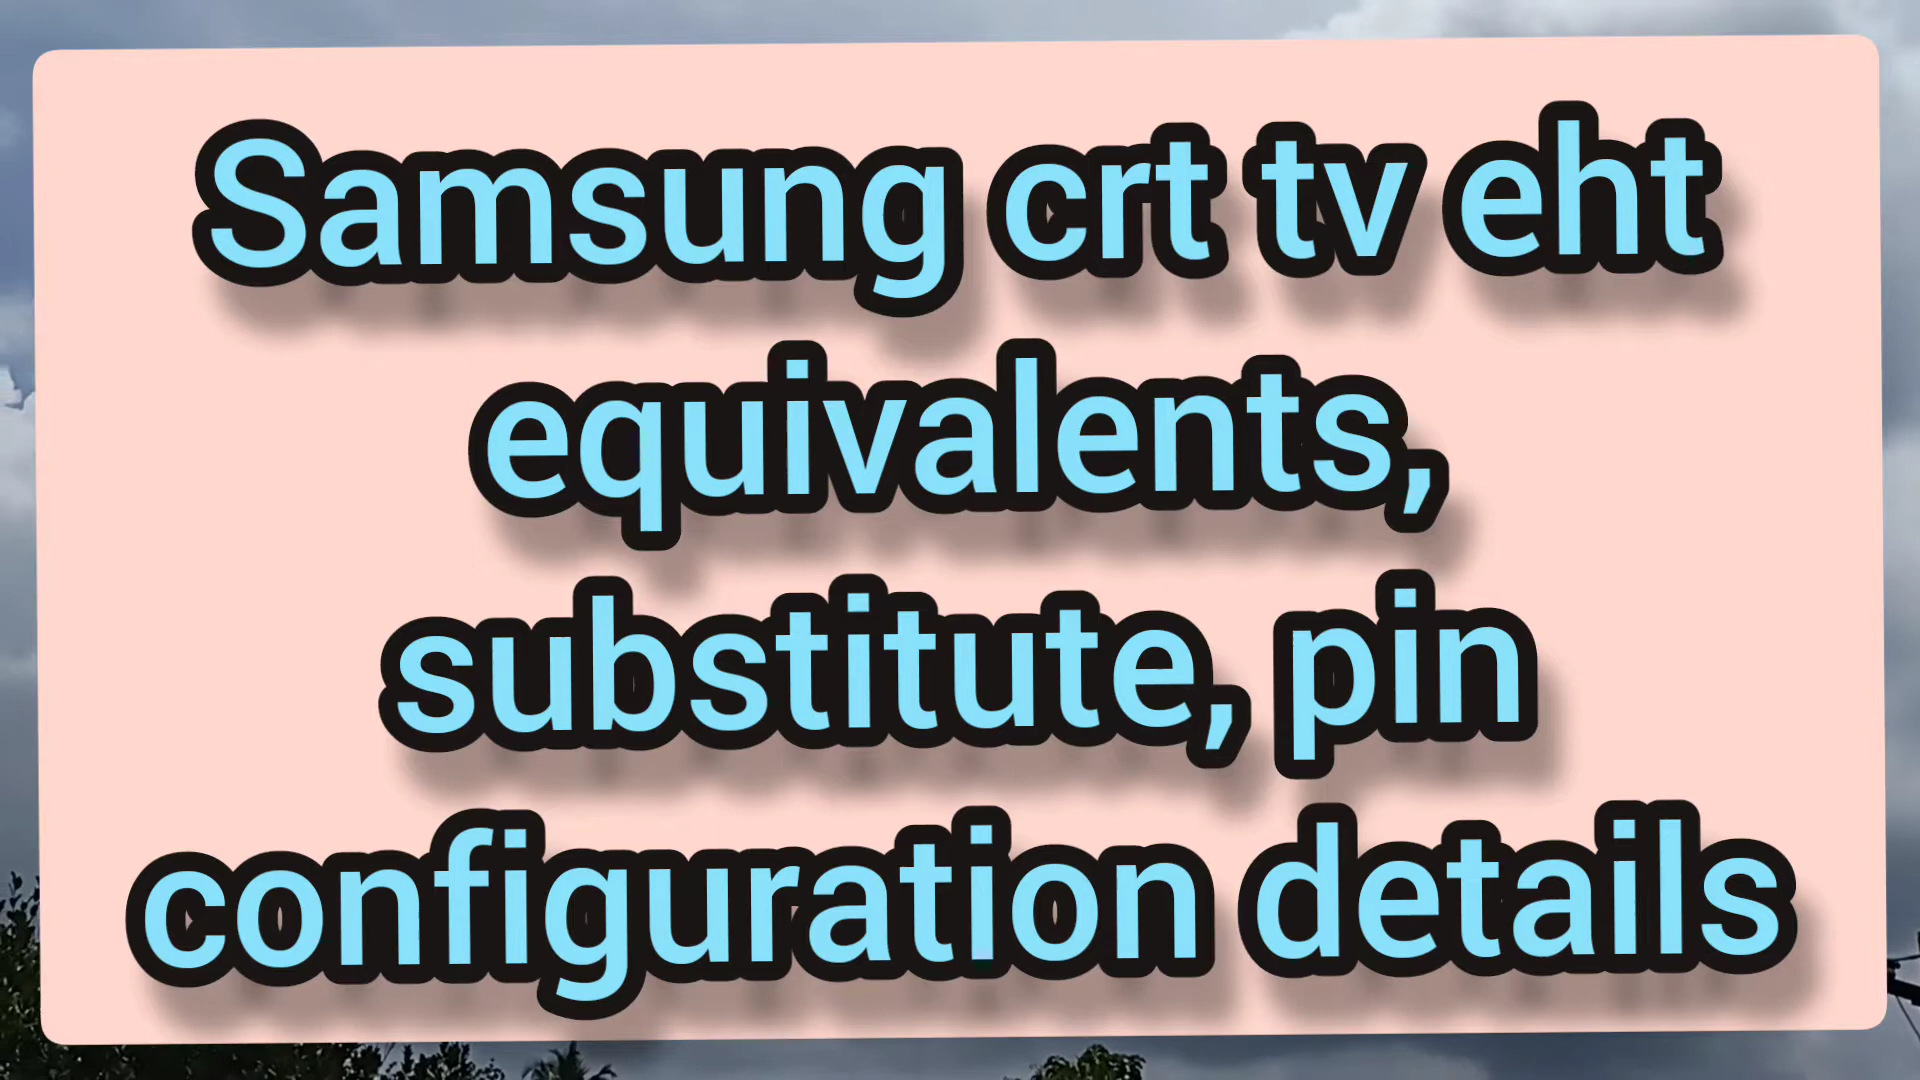 Samsung crt tv eht
equivalents,
substitute, pin
configuration details